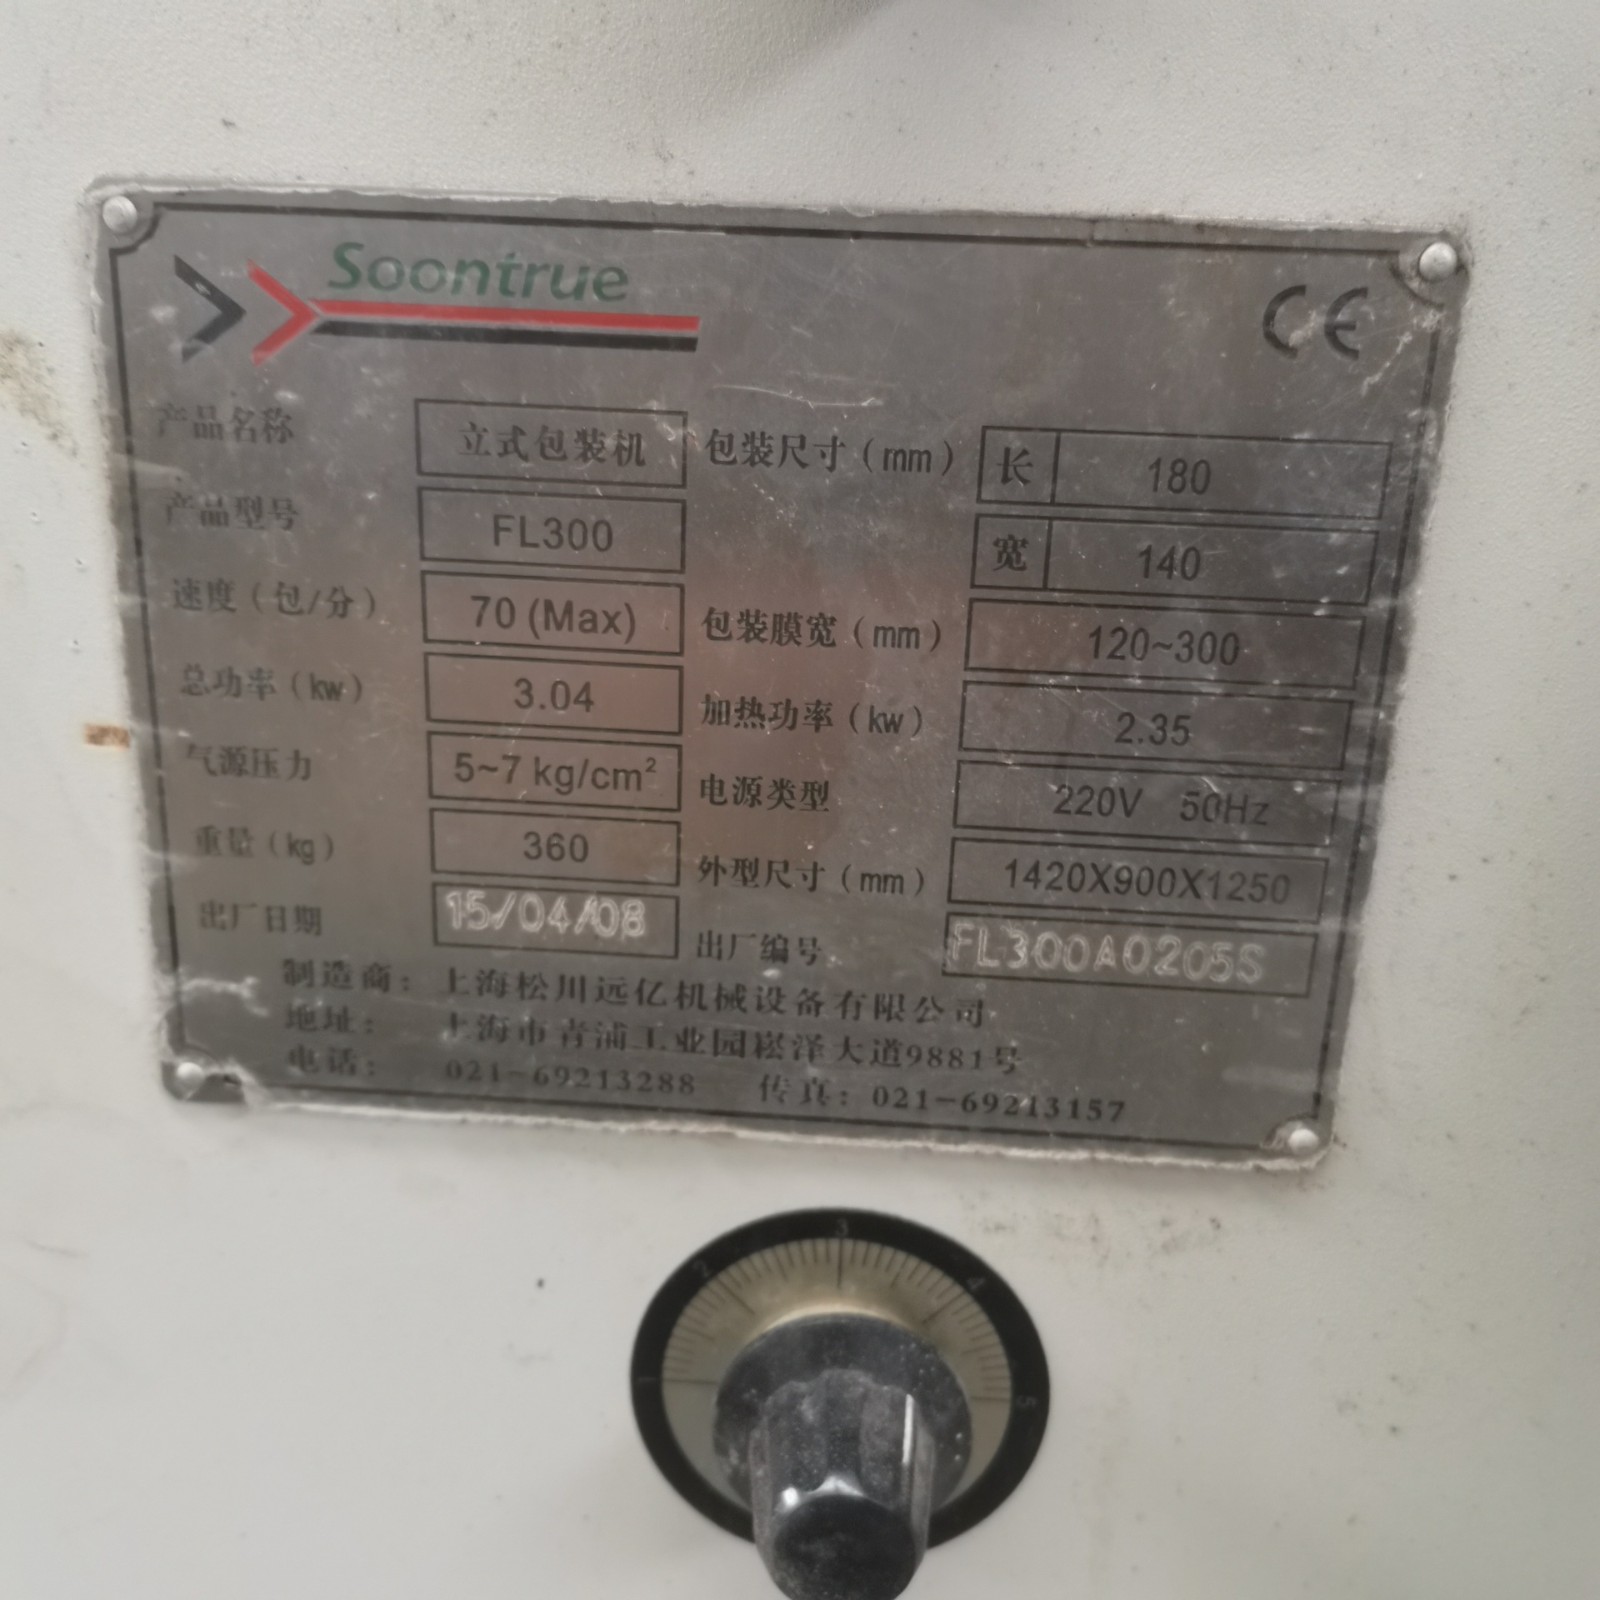 Soontrue
CE
产品名称 立式包装机 包装尺寸(mm) 长 180
产品型号 FL300 宽 140
速度(包/分) 70 (Max) 包装膜宽(mm) 120~300
总功率(kw) 3.04 加热功率(kw) 2.35
气源压力 5~7 kg/cm² 电源类型 220V 50Hz
重量(kg) 360 外型尺寸(mm) 1420X900X1250
出厂日期 15/04/08 出厂编号 FL300A0205S
制造商: 上海松川远亿机械设备有限公司
地址: 上海市青浦工业园崧泽大道9881号
电话: 021-69213288 传真: 021-69213157
1 2 3 4 5